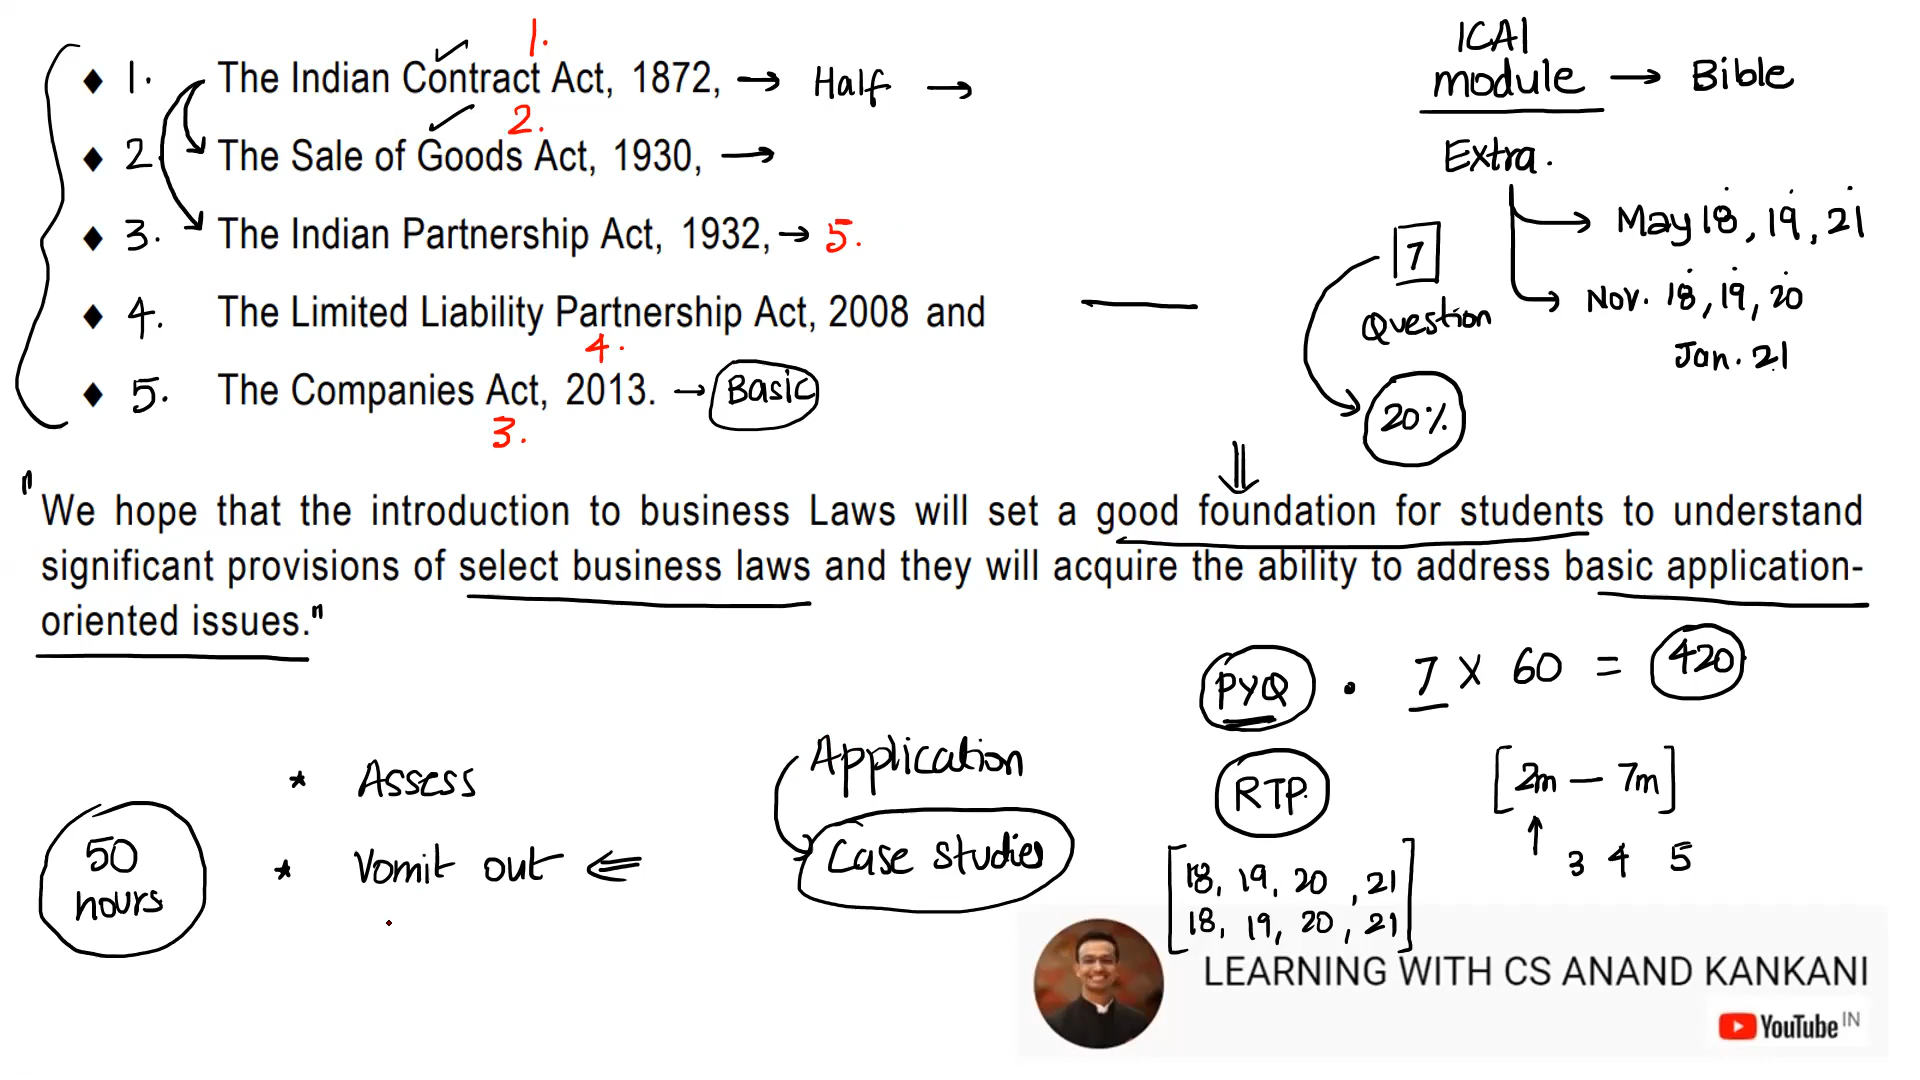 1.
♦ 1. The Indian Contract Act, 1872, → Half →
2.
♦ 2 The Sale of Goods Act, 1930, →
♦ 3. The Indian Partnership Act, 1932, → 5.
♦ 4. The Limited Liability Partnership Act, 2008 and
4.
♦ 5. The Companies Act, 2013. → Basic
3.
ICAI
module → Bible
Extra.
→ May 18, 19, 21
→ Nov. 18, 19, 20
Jan. 21
7
Question
20%
"We hope that the introduction to business Laws will set a good foundation for students to understand
significant provisions of select business laws and they will acquire the ability to address basic application-
oriented issues."
PYQ . 7 X 60 = 420
RTP. [2m – 7m]
↑ 3 4 5
[18, 19, 20, 21
18, 19, 20, 21]
Application
Case studies
* Assess
* Vomit out ⇐
50
hours
LEARNING WITH CS ANAND KANKANI
YouTube IN